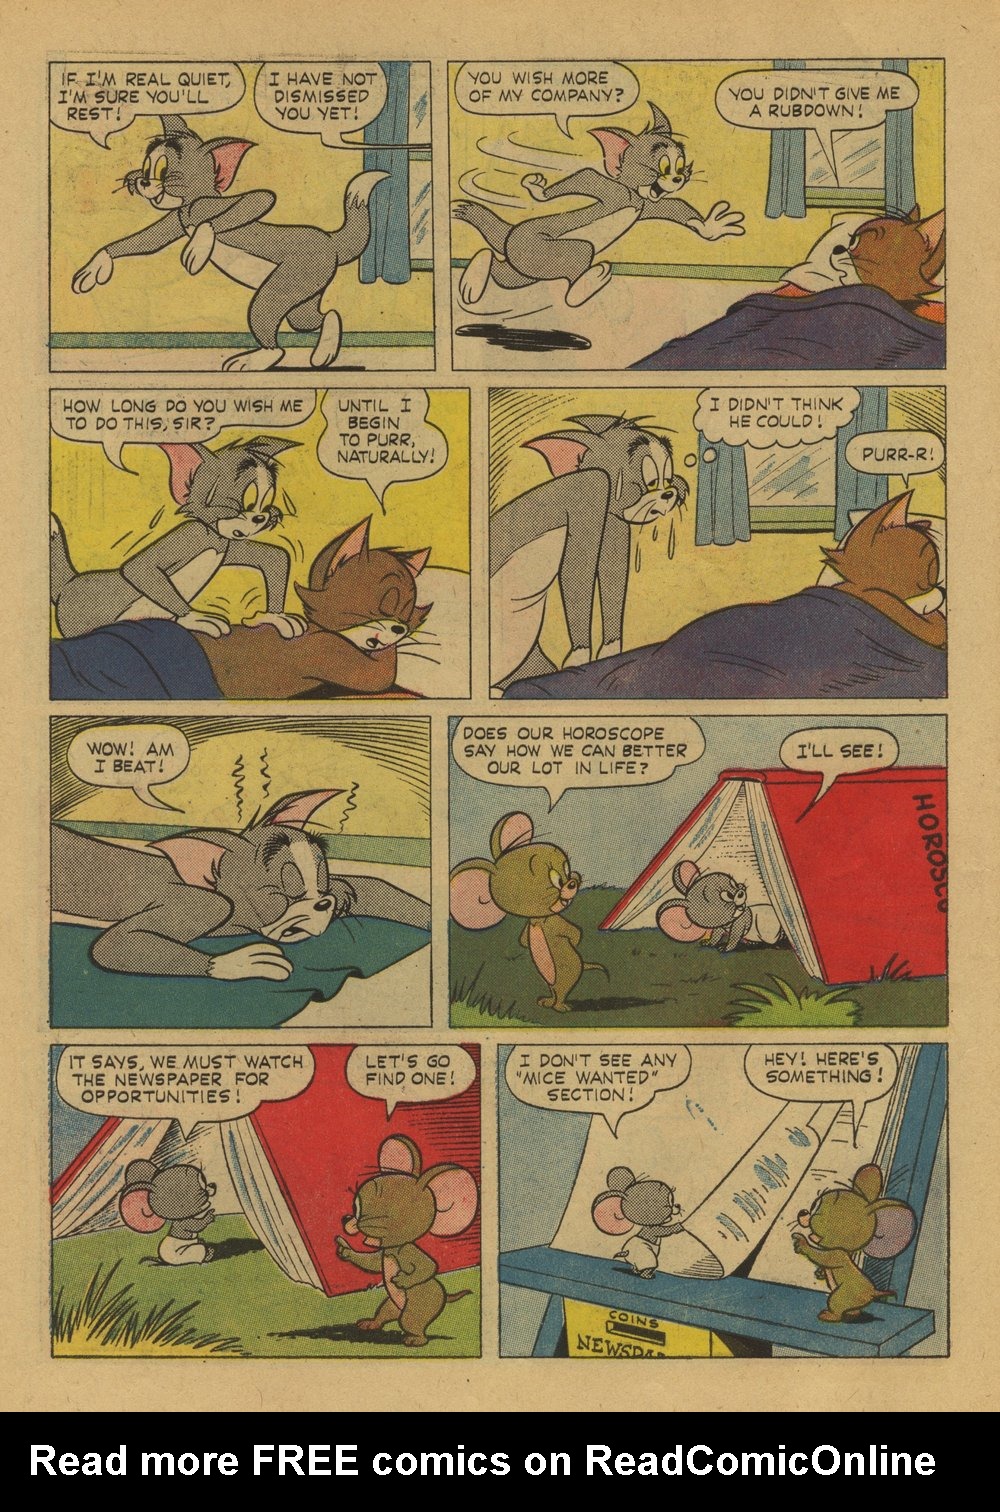 IF I'M REAL QUIET,
I'M SURE YOU'LL
REST!
I HAVE NOT
DISMISSED
YOU YET!
YOU WISH MORE
OF MY COMPANY?
YOU DIDN'T GIVE ME
A RUBDOWN!
HOW LONG DO YOU WISH ME
TO DO THIS, SIR?
UNTIL I
BEGIN
TO PURR,
NATURALLY!
I DIDN'T THINK
HE COULD!
PURR-R!
WOW! AM
I BEAT!
DOES OUR HOROSCOPE
SAY HOW WE CAN BETTER
OUR LOT IN LIFE?
I'LL SEE!
HOROSC
IT SAYS, WE MUST WATCH
THE NEWSPAPER FOR
OPPORTUNITIES!
LET'S GO
FIND ONE!
I DON'T SEE ANY
"MICE WANTED"
SECTION!
HEY! HERE'S
SOMETHING!
COINS
NEWSPA
Read more FREE comics on ReadComicOnline